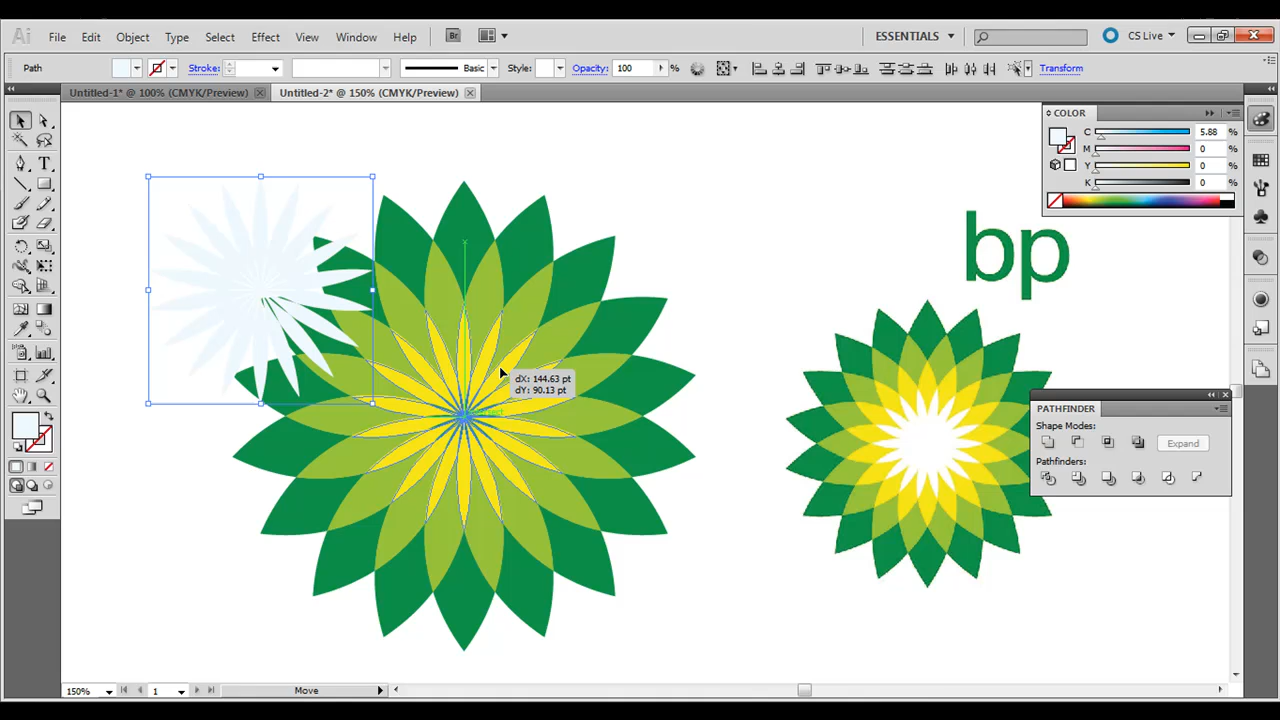 Ai File Edit Object Type Select Effect View Window Help Br ESSENTIALS CS Live
Path Stroke: Basic Style: Opacity: 100 % Transform
Untitled-1* @ 100% (CMYK/Preview) Untitled-2* @ 150% (CMYK/Preview)
COLOR
C 5.88 %
M 0 %
Y 0 %
K 0 %
bp
dX: 144.63 pt
dY: 90.13 pt
PATHFINDER
Shape Modes:
Expand
Pathfinders:
150% 1 Move